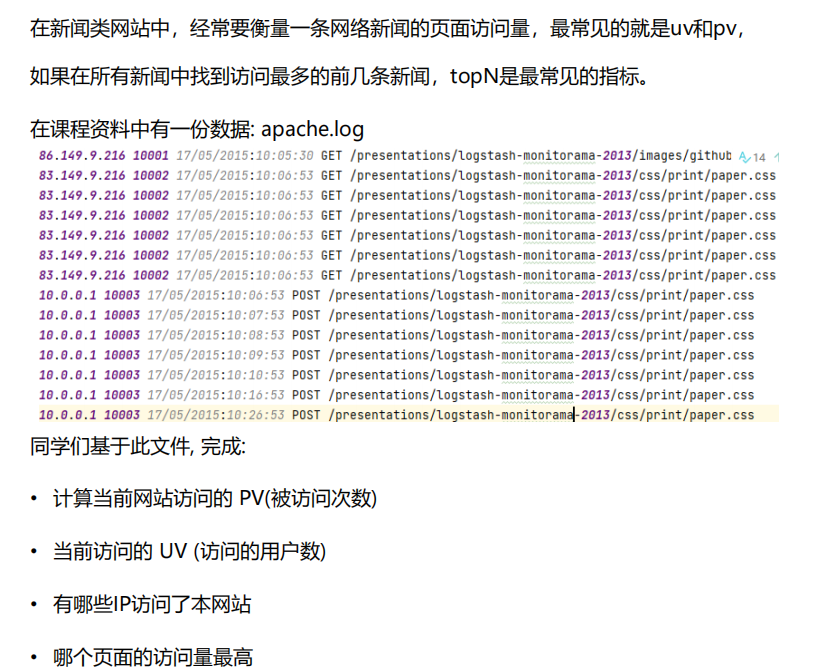 在新闻类网站中，经常要衡量一条网络新闻的页面访问量，最常见的就是uv和pv，
如果在所有新闻中找到访问最多的前几条新闻，topN是最常见的指标。
在课程资料中有一份数据: apache.log
86.149.9.216 10001 17/05/2015:10:05:30 GET /presentations/logstash-monitorama-2013/images/github 14
83.149.9.216 10002 17/05/2015:10:06:53 GET /presentations/logstash-monitorama-2013/css/print/paper.css
83.149.9.216 10002 17/05/2015:10:06:53 GET /presentations/logstash-monitorama-2013/css/print/paper.css
83.149.9.216 10002 17/05/2015:10:06:53 GET /presentations/logstash-monitorama-2013/css/print/paper.css
83.149.9.216 10002 17/05/2015:10:06:53 GET /presentations/logstash-monitorama-2013/css/print/paper.css
83.149.9.216 10002 17/05/2015:10:06:53 GET /presentations/logstash-monitorama-2013/css/print/paper.css
83.149.9.216 10002 17/05/2015:10:06:53 GET /presentations/logstash-monitorama-2013/css/print/paper.css
10.0.0.1 10003 17/05/2015:10:06:53 POST /presentations/logstash-monitorama-2013/css/print/paper.css
10.0.0.1 10003 17/05/2015:10:07:53 POST /presentations/logstash-monitorama-2013/css/print/paper.css
10.0.0.1 10003 17/05/2015:10:08:53 POST /presentations/logstash-monitorama-2013/css/print/paper.css
10.0.0.1 10003 17/05/2015:10:09:53 POST /presentations/logstash-monitorama-2013/css/print/paper.css
10.0.0.1 10003 17/05/2015:10:10:53 POST /presentations/logstash-monitorama-2013/css/print/paper.css
10.0.0.1 10003 17/05/2015:10:16:53 POST /presentations/logstash-monitorama-2013/css/print/paper.css
10.0.0.1 10003 17/05/2015:10:26:53 POST /presentations/logstash-monitorama-2013/css/print/paper.css
同学们基于此文件, 完成:
• 计算当前网站访问的 PV(被访问次数)
• 当前访问的 UV (访问的用户数)
• 有哪些IP访问了本网站
• 哪个页面的访问量最高